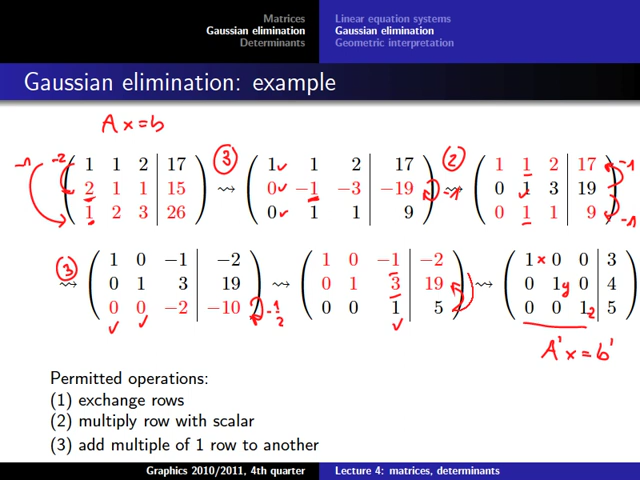 Matrices
Gaussian elimination
Determinants
Linear equation systems
Gaussian elimination
Geometric interpretation
Gaussian elimination: example
Ax=b
-1 -2 ③ ② -1
1 1 2 | 17 ⇝ 1 1 2 | 17 ⇝ 1 1 2 | 17
2 1 1 | 15 0 −1 −3 | −19 ·-1 0 1 3 | 19
1 2 3 | 26 0 1 1 | 9 0 1 1 | 9 -1
③
⇝ 1 0 −1 | −2 ⇝ 1 0 −1 | −2 ⇝ 1 x 0 0 | 3
0 1 3 | 19 0 1 3 | 19 0 1 y 0 | 4
0 0 −2 | −10 ·-1/2 0 0 1 | 5 0 0 1 z | 5
A'x=b'
Permitted operations:
(1) exchange rows
(2) multiply row with scalar
(3) add multiple of 1 row to another
Graphics 2010/2011, 4th quarter
Lecture 4: matrices, determinants